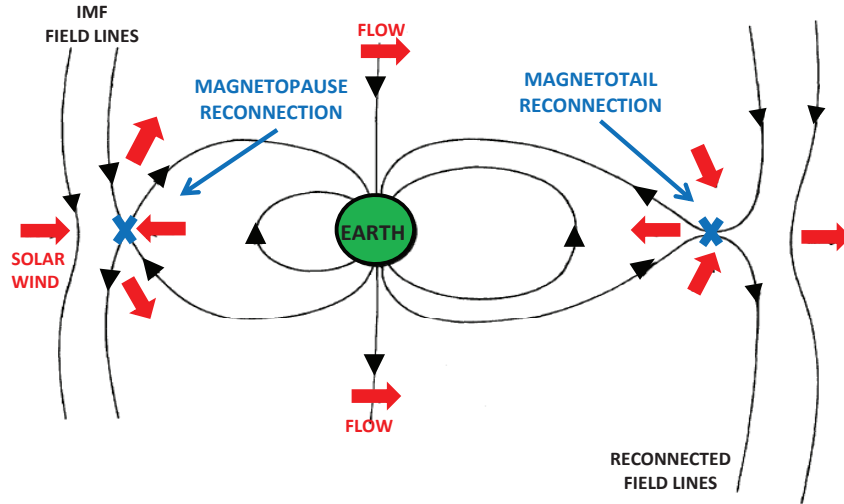 IMF
FIELD LINES
FLOW
MAGNETOPAUSE
RECONNECTION
MAGNETOTAIL
RECONNECTION
EARTH
SOLAR
WIND
FLOW
RECONNECTED
FIELD LINES